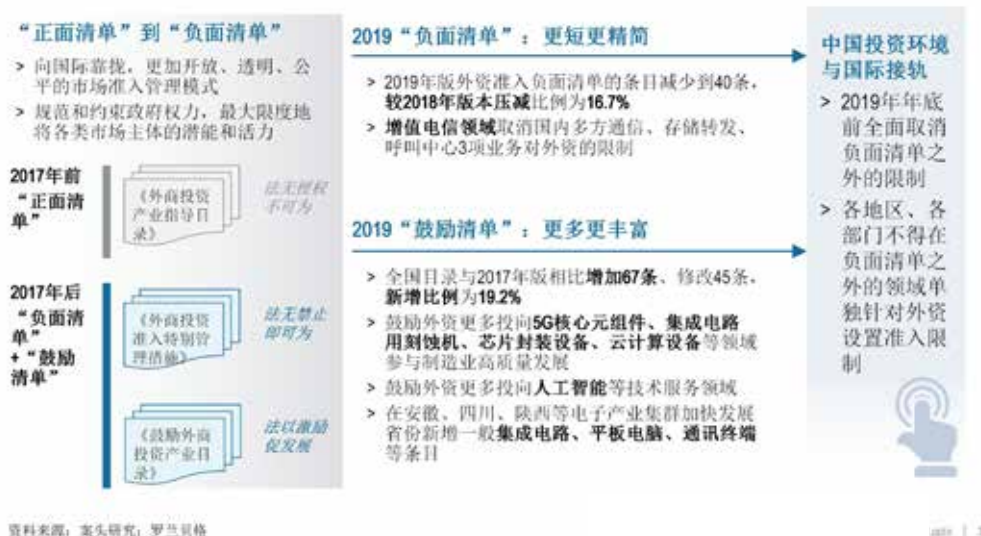 “正面清单”到“负面清单”
> 向国际靠拢，更加开放、透明、公
平的市场准入管理模式
> 规范和约束政府权力，最大限度地
将各类市场主体的潜能和活力
2017年前
“正面清
单”
《外商投资
产业指导目
录》
法无授权
不可为
2017年后
“负面清
单”
+“鼓励
清单”
《外商投资
准入特别管
理措施》
法无禁止
即可为
《鼓励外商
投资产业目
录》
法以激励
促发展
2019“负面清单”：更短更精简
> 2019年版外资准入负面清单的条目减少到40条，
较2018年版本压减比例为16.7%
> 增值电信领域取消国内多方通信、存储转发、
呼叫中心3项业务对外资的限制
2019“鼓励清单”：更多更丰富
> 全国目录与2017年版相比增加67条、修改45条，
新增比例为19.2%
> 鼓励外资更多投向5G核心元组件、集成电路
用刻蚀机、芯片封装设备、云计算设备等领域
参与制造业高质量发展
> 鼓励外资更多投向人工智能等技术服务领域
> 在安徽、四川、陕西等电子产业集群加快发展
省份新增一般集成电路、平板电脑、通讯终端
等条目
中国投资环境
与国际接轨
> 2019年年底
前全面取消
负面清单之
外的限制
> 各地区、各
部门不得在
负面清单之
外的领域单
独针对外资
设置准入限
制
资料来源：案头研究；罗兰贝格